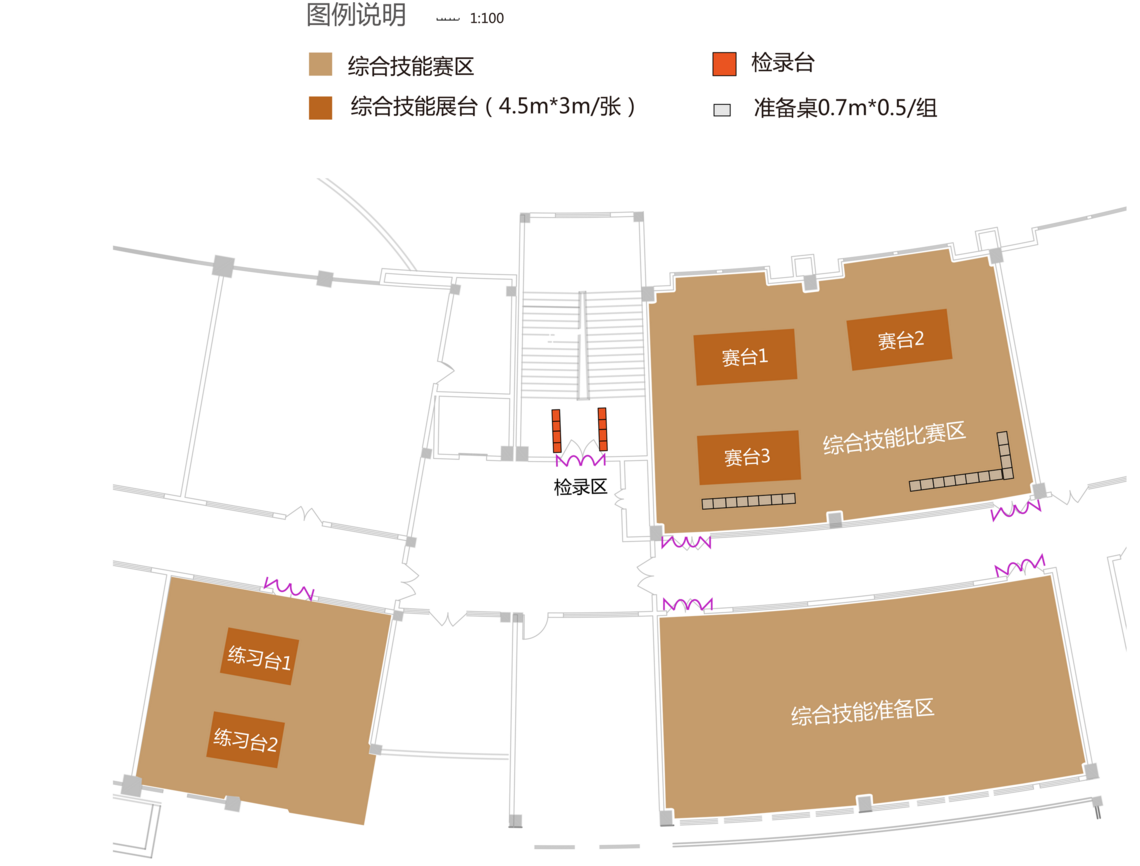 图例说明 1:100
综合技能赛区
检录台
综合技能展台（4.5m*3m/张）
准备桌0.7m*0.5/组
赛台1
赛台2
赛台3
综合技能比赛区
检录区
练习台1
练习台2
综合技能准备区